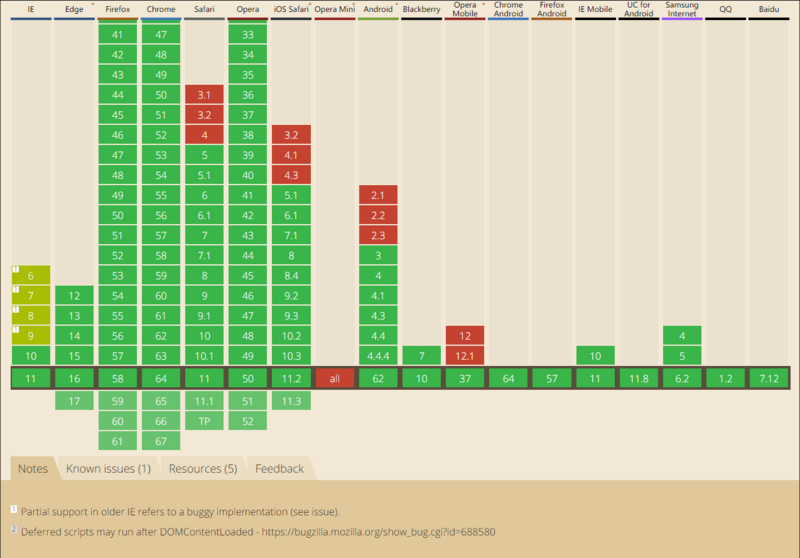 IE Edge * Firefox Chrome Safari * Opera iOS Safari * Opera Mini * Android * Blackberry Opera Mobile * Chrome Android Firefox Android IE Mobile UC for Android Samsung Internet QQ Baidu
41 47 33
42 48 34
43 49 35
44 50 3.1 36
45 51 3.2 37
46 52 4 38 3.2
47 53 5 39 4.1
48 54 5.1 40 4.3
49 55 6 41 5.1 2.1
50 56 6.1 42 6.1 2.2
51 57 7 43 7.1 2.3
52 58 7.1 44 8 3
1 6 53 59 8 45 8.4 4
1 7 12 54 60 9 46 9.2 4.1
1 8 13 55 61 9.1 47 9.3 4.3
1 9 14 56 62 10 48 10.2 4.4 12 4
10 15 57 63 10.1 49 10.3 4.4.4 7 12.1 10 5
11 16 58 64 11 50 11.2 all 62 10 37 64 57 11 11.8 6.2 1.2 7.12
17 59 65 11.1 51 11.3
60 66 TP 52
61 67
Notes Known issues (1) Resources (5) Feedback
1 Partial support in older IE refers to a buggy implementation (see issue).
2 Deferred scripts may run after DOMContentLoaded - https://bugzilla.mozilla.org/show_bug.cgi?id=688580